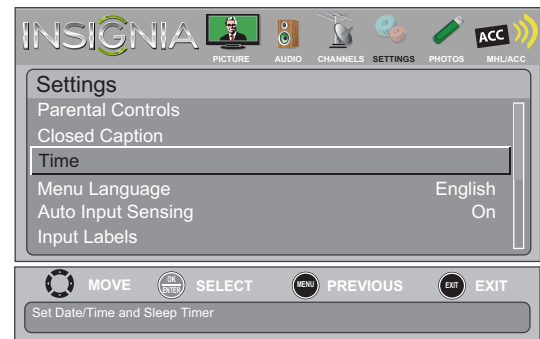 INSIGNIA
PICTURE AUDIO CHANNELS SETTINGS PHOTOS MHL/ACC
ACC
Settings
Parental Controls
Closed Caption
Time
Menu Language English
Auto Input Sensing On
Input Labels
MOVE OK ENTER SELECT MENU PREVIOUS EXIT EXIT
Set Date/Time and Sleep Timer